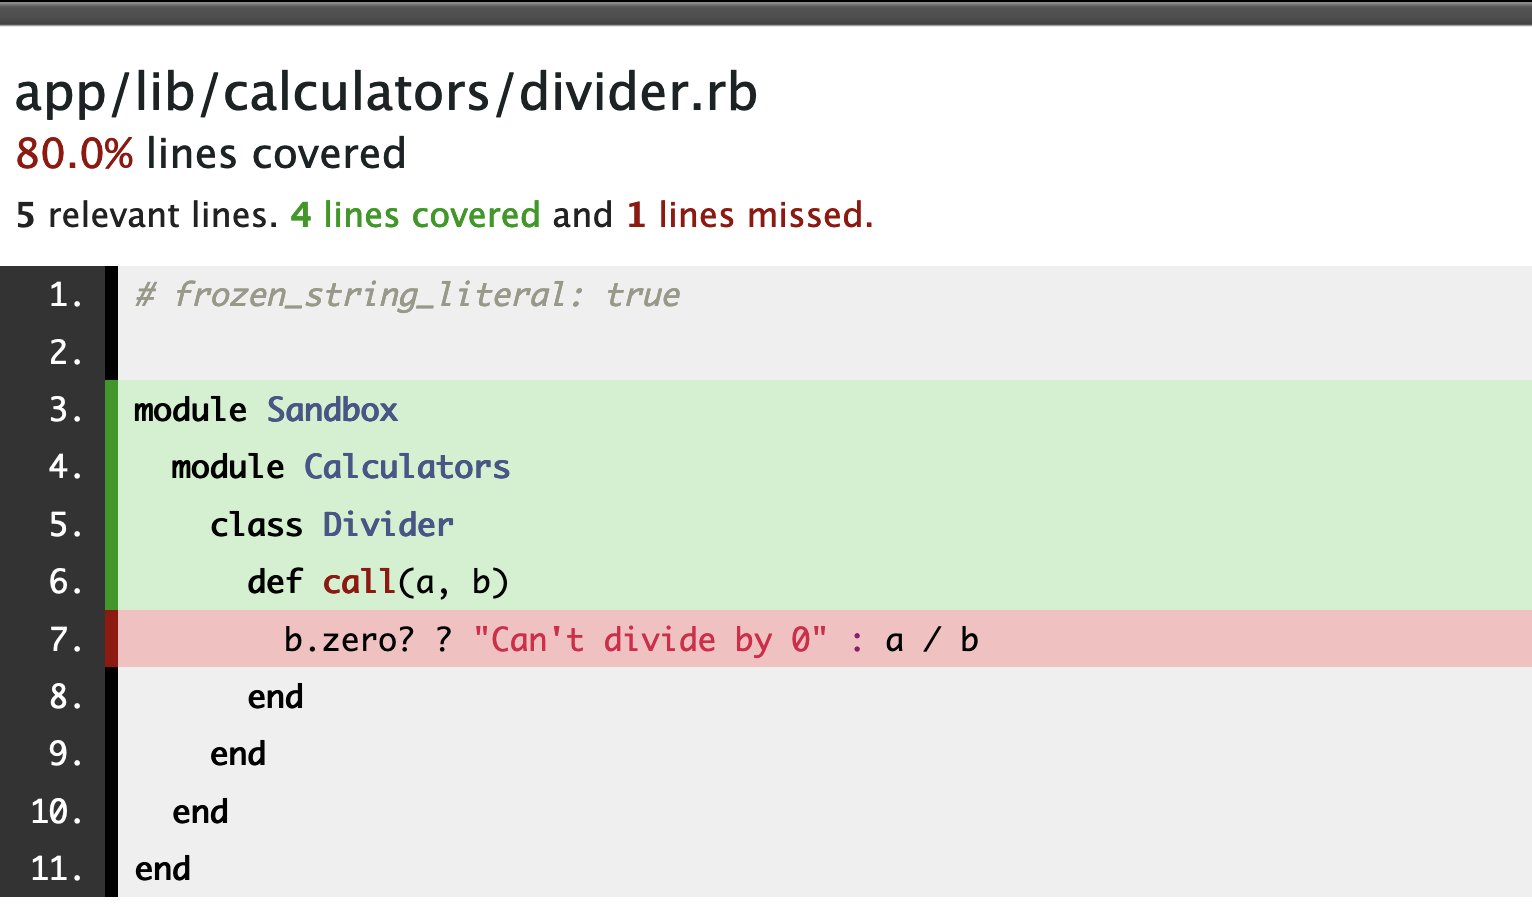 app/lib/calculators/divider.rb
80.0% lines covered
5 relevant lines. 4 lines covered and 1 lines missed.
1. # frozen_string_literal: true
2.
3. module Sandbox
4.   module Calculators
5.     class Divider
6.       def call(a, b)
7.         b.zero? ? "Can't divide by 0" : a / b
8.       end
9.     end
10.   end
11. end